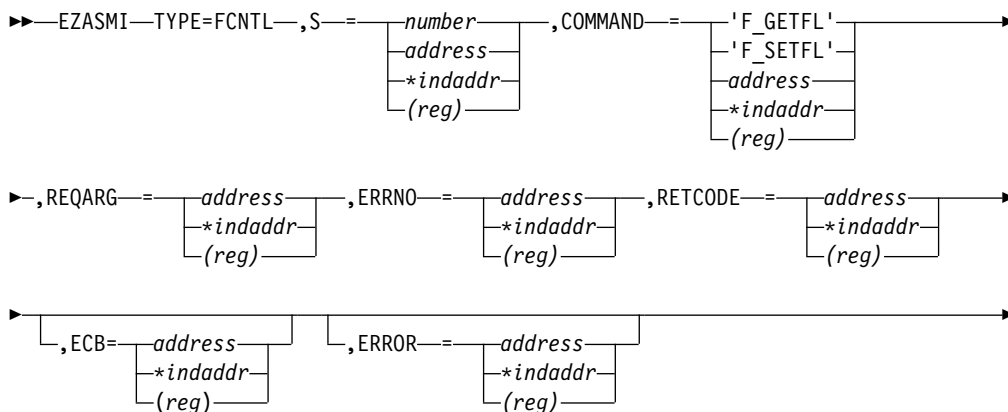 EZASMI TYPE=FCNTL ,S = number ,COMMAND= 'F_GETFL'
address 'F_SETFL'
*indaddr address
(reg) *indaddr
(reg)
,REQARG = address ,ERRNO = address ,RETCODE = address
*indaddr *indaddr *indaddr
(reg) (reg) (reg)
,ECB= address ,ERROR = address
*indaddr *indaddr
(reg) (reg)